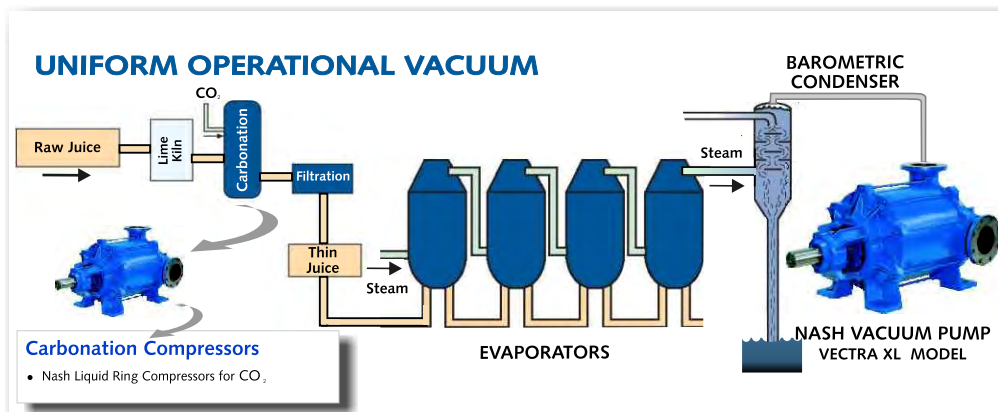 UNIFORM OPERATIONAL VACUUM
BAROMETRIC
CONDENSER
CO₂
Raw Juice
Lime
Kiln
Carbonation
Filtration
Steam
Thin
Juice
Steam
EVAPORATORS
NASH VACUUM PUMP
VECTRA XL MODEL
Carbonation Compressors
• Nash Liquid Ring Compressors for CO₂